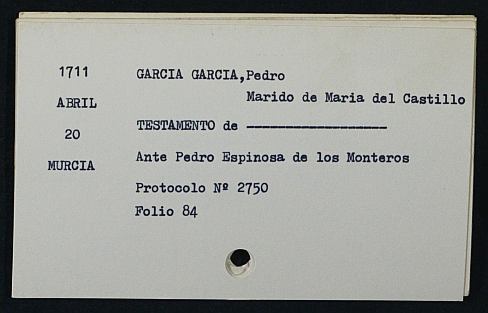 1711
ABRIL
20
MURCIA
GARCIA GARCIA, Pedro
Marido de Maria del Castillo
TESTAMENTO de ------------------
Ante Pedro Espinosa de los Monteros
Protocolo Nº 2750
Folio 84